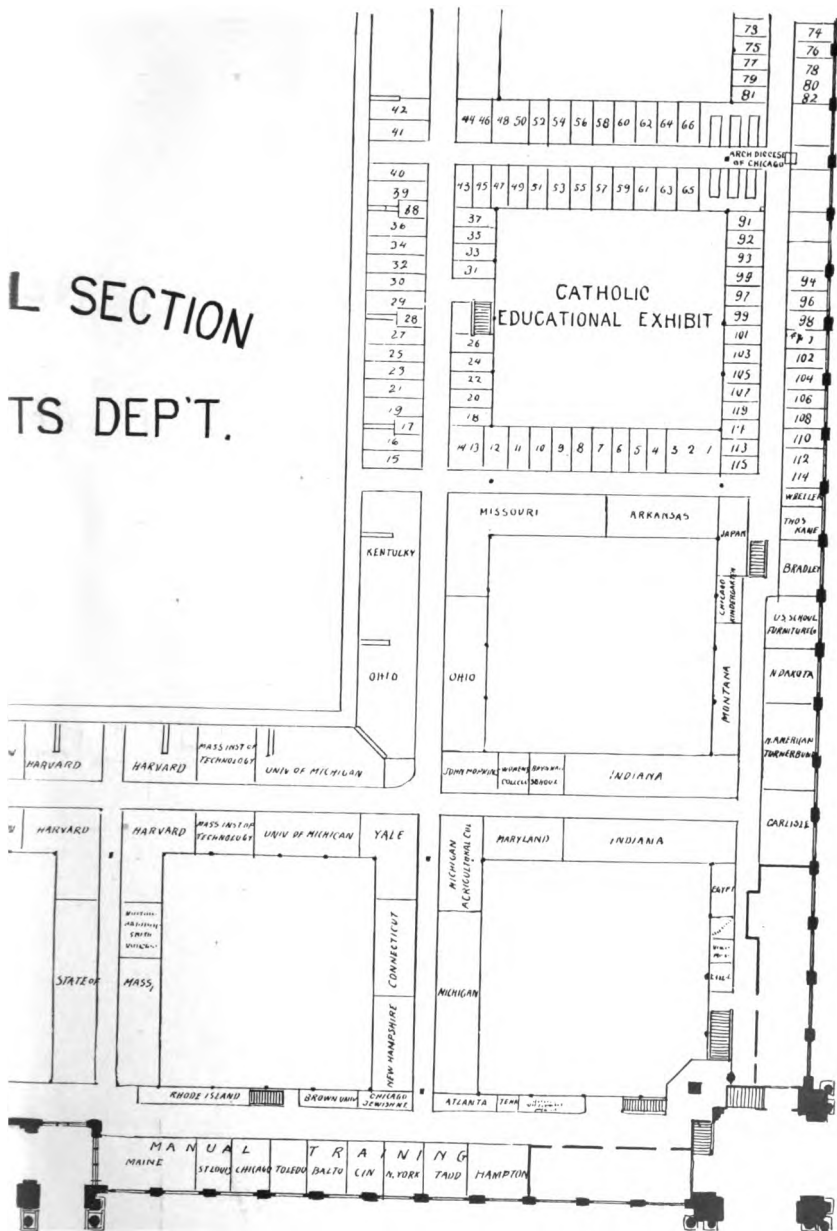 73
75
77
79
81
74
76
78
80
82
42
41
44 46 48 50 52 54 56 58 60 62 64 66
ARCH DIOCESE
OF CHICAGO
40
39
38
36
34
32
30
29
28
27
25
23
21
19
17
16
15
43 45 47 49 51 53 55 57 59 61 63 65
37
35
33
31
26
24
22
20
18
CATHOLIC
EDUCATIONAL EXHIBIT
91
92
93
97
99
101
103
105
107
113
115
94
96
98
102
104
106
108
110
112
114
14 13 12 11 10 9 8 7 6 5 4 3 2 1
L SECTION
TS DEP'T.
MISSOURI
ARKANSAS
JAPAN
WHEELER
THOS
KANE
BRADLEY
KENTUCKY
CHICAGO
KINDERGARTEN
U.S. SCHOOL
FURNITURE CO
OHIO
OHIO
MONTANA
N DAKOTA
N. AMERICAN
TURNERBUND
HARVARD
HARVARD
MASS INST OF
TECHNOLOGY
UNIV OF MICHIGAN
JOHN HOPKINS
WOMENS
COLLEGE
SCHOOL
INDIANA
CARLISLE
HARVARD
HARVARD
MASS INST OF
TECHNOLOGY
UNIV OF MICHICAN
YALE
MICHIGAN
AGRICULTURAL COL
MARYLAND
INDIANA
EGYPT
SMITH
STATE OF
MASS,
CONNECTICUT
NEW HAMPSHIRE
MICHIGAN
RHODE ISLAND
BROWN UNIV
CHICAGO
ATLANTA
TENN
MANUAL TRAINING
MAINE
ST LOUIS
CHICAGO
TOLEDO
BALTO
CIN
N. YORK
HAMPTON